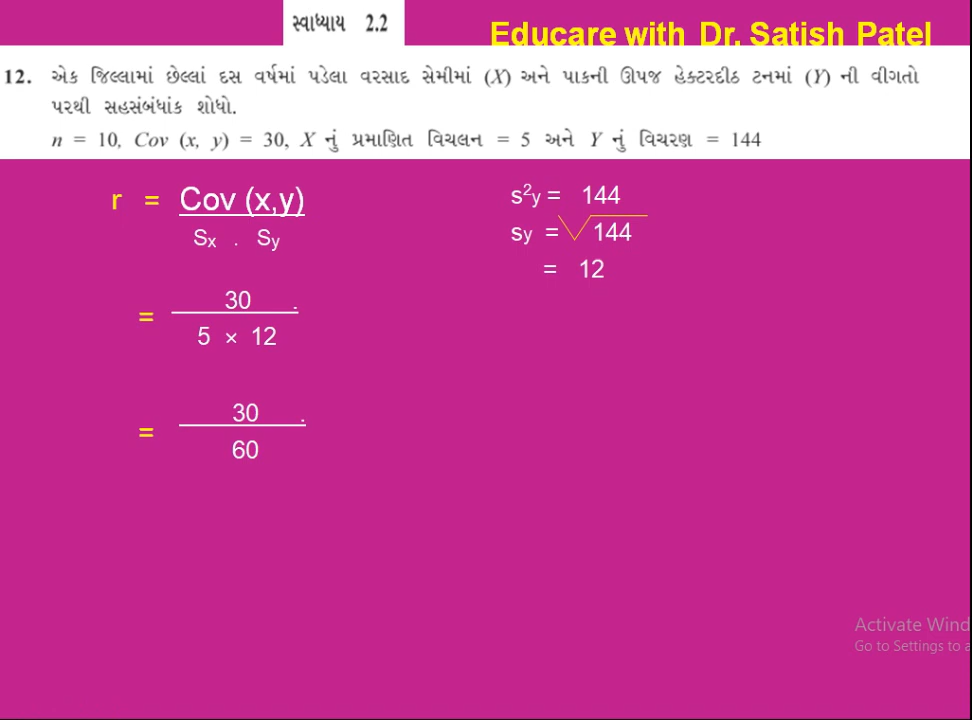 સ્વાધ્યાય 2.2
Educare with Dr. Satish Patel
12. એક જિલ્લામાં છેલ્લાં દસ વર્ષમાં પડેલા વરસાદ સેમીમાં (X) અને પાકની ઊપજ હેક્ટરદીઠ ટનમાં (Y) ની વીગતો
પરથી સહસંબંધાંક શોધો.
n = 10, Cov (x, y) = 30, X નું પ્રમાણિત વિચલન = 5 અને Y નું વિચરણ = 144
r = Cov (x,y)
Sx . Sy
s²y = 144
sy = √144
= 12
= 30 .
5 × 12
= 30 .
60
Activate Wind
Go to Settings to a